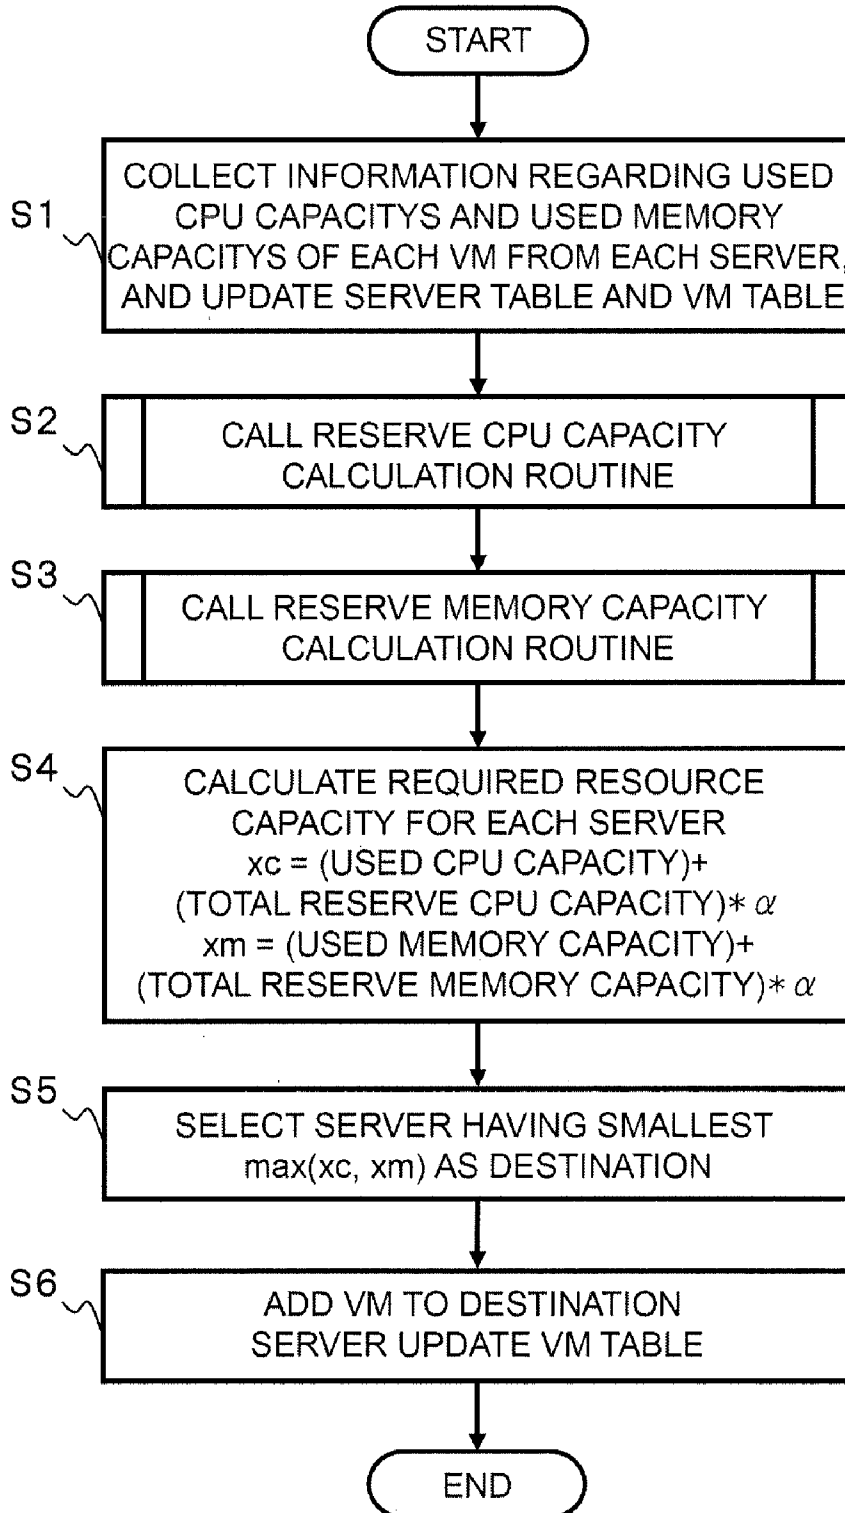 START
S1
COLLECT INFORMATION REGARDING USED
CPU CAPACITYS AND USED MEMORY
CAPACITYS OF EACH VM FROM EACH SERVER,
AND UPDATE SERVER TABLE AND VM TABLE
S2
CALL RESERVE CPU CAPACITY
CALCULATION ROUTINE
S3
CALL RESERVE MEMORY CAPACITY
CALCULATION ROUTINE
S4
CALCULATE REQUIRED RESOURCE
CAPACITY FOR EACH SERVER
xc = (USED CPU CAPACITY)+
(TOTAL RESERVE CPU CAPACITY)* α
xm = (USED MEMORY CAPACITY)+
(TOTAL RESERVE MEMORY CAPACITY)* α
S5
SELECT SERVER HAVING SMALLEST
max(xc, xm) AS DESTINATION
S6
ADD VM TO DESTINATION
SERVER UPDATE VM TABLE
END